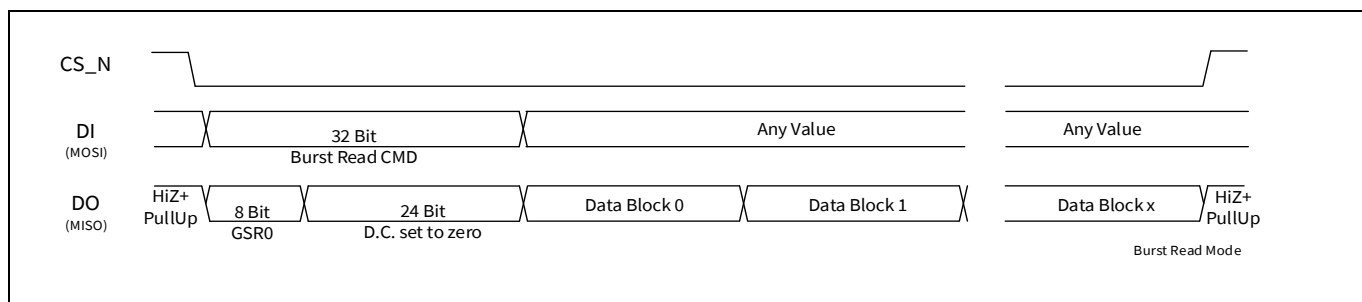 CS_N
DI
(MOSI)
32 Bit
Burst Read CMD
Any Value
Any Value
DO
(MISO)
HiZ+
PullUp
8 Bit
GSR0
24 Bit
D.C. set to zero
Data Block 0
Data Block 1
Data Block x
HiZ+
PullUp
Burst Read Mode